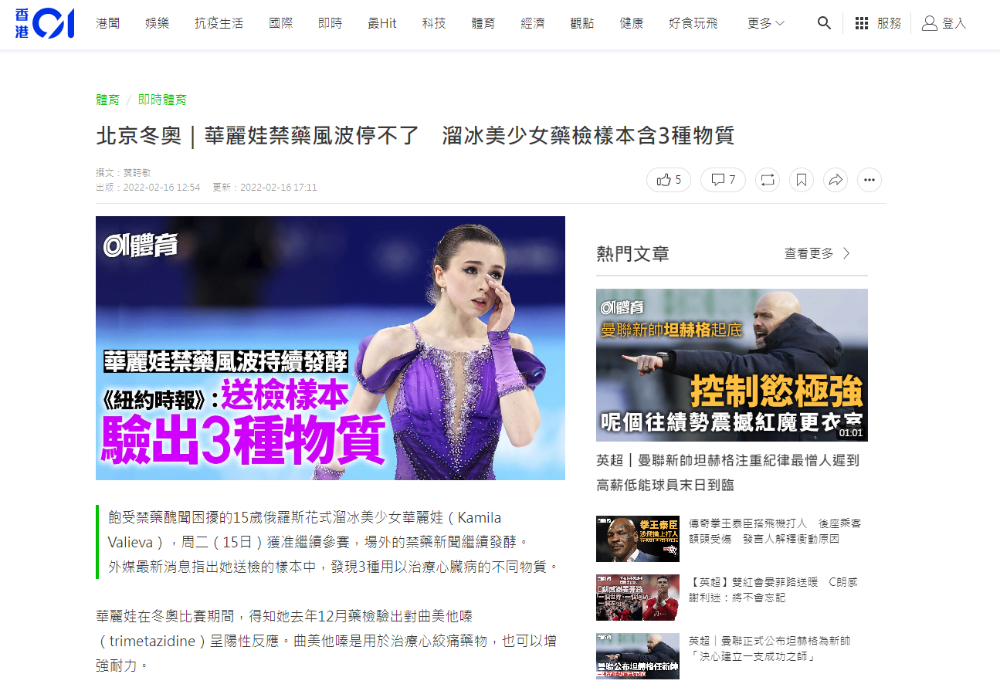 香港01
港聞 娛樂 抗疫生活 國際 即時 最Hit 科技 體育 經濟 觀點 健康 好食玩飛 更多 服務 登入
體育 / 即時體育
北京冬奧｜華麗娃禁藥風波停不了　溜冰美少女藥檢樣本含3種物質
撰文：葉詩敏
出版：2022-02-16 12:54 更新：2022-02-16 17:11
5 7
01體育
華麗娃禁藥風波持續發酵
《紐約時報》：送檢樣本
驗出3種物質
飽受禁藥醜聞困擾的15歲俄羅斯花式溜冰美少女華麗娃（Kamila
Valieva），周二（15日）獲准繼續參賽，場外的禁藥新聞繼續發酵。
外媒最新消息指出她送檢的樣本中，發現3種用以治療心臟病的不同物質。
華麗娃在冬奧比賽期間，得知她去年12月藥檢驗出對曲美他嗪
（trimetazidine）呈陽性反應。曲美他嗪是用於治療心絞痛藥物，也可以增
強耐力。
熱門文章 查看更多
01體育
曼聯新帥坦赫格起底
控制慾極強
呢個往績勢震撼紅魔更衣室
01:01
英超｜曼聯新帥坦赫格注重紀律最憎人遲到
高薪低能球員末日到臨
拳王泰臣
涉飛機上打人
傳奇拳王泰臣搭飛機打人　後座乘客
額頭受傷　發言人解釋衝動原因
C朗感謝晏菲路
【英超】雙紅會晏菲路送暖　C朗感
謝利迷：將不會忘記
曼聯公布坦赫格任新帥
英超｜曼聯正式公布坦赫格為新帥
「決心建立一支成功之師」